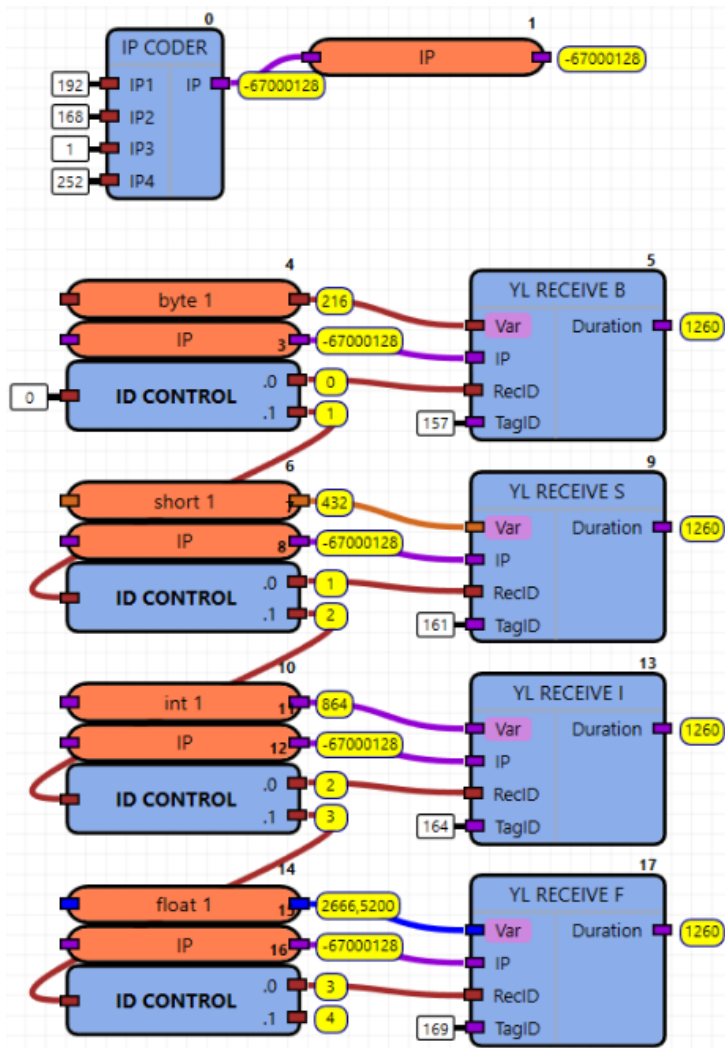 0
1
IP CODER
IP
-67000128
192
IP1
IP
-67000128
168
IP2
1
IP3
252
IP4
4
5
byte 1
216
YL RECEIVE B
Var
Duration
1260
IP
3
-67000128
IP
0
ID CONTROL
.0
0
RecID
.1
1
157
TagID
6
9
short 1
7
432
YL RECEIVE S
Var
Duration
1260
IP
8
-67000128
IP
ID CONTROL
.0
1
RecID
.1
2
161
TagID
10
13
int 1
11
864
YL RECEIVE I
Var
Duration
1260
IP
12
-67000128
IP
ID CONTROL
.0
2
RecID
.1
3
164
TagID
14
17
float 1
15
2666,5200
YL RECEIVE F
Var
Duration
1260
IP
16
-67000128
IP
ID CONTROL
.0
3
RecID
.1
4
169
TagID